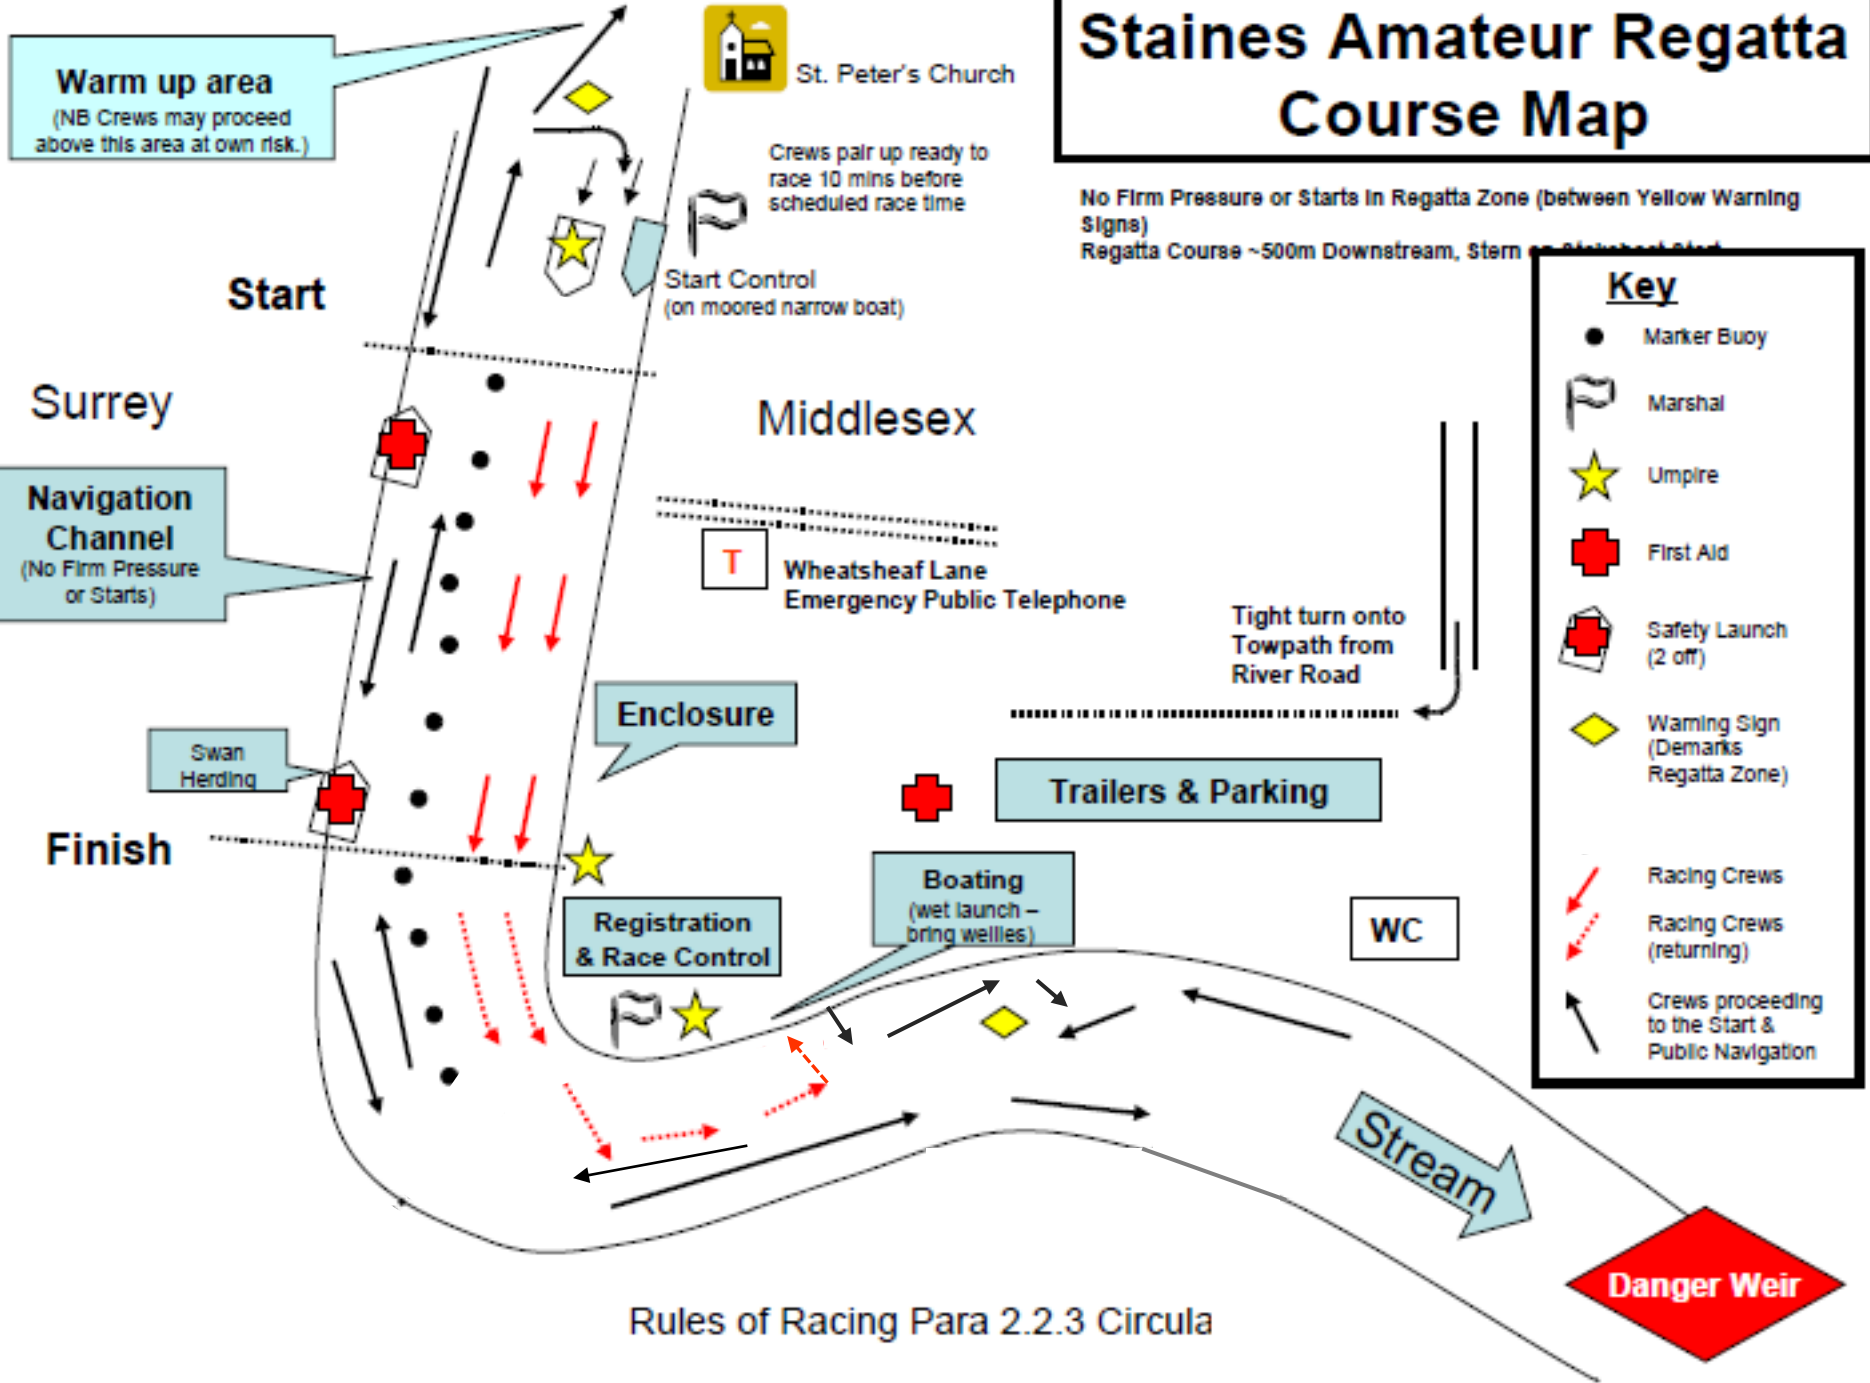 Staines Amateur Regatta
Course Map
Warm up area
(NB Crews may proceed
above this area at own risk.)
St. Peter's Church
Crews pair up ready to
race 10 mins before
scheduled race time
No Firm Pressure or Starts in Regatta Zone (between Yellow Warning
Signs)
Regatta Course ~500m Downstream, Stern on Stakeboat Start
Start
Start Control
(on moored narrow boat)
Key
Marker Buoy
Marshal
Umpire
First Aid
Safety Launch
(2 off)
Warning Sign
(Demarks
Regatta Zone)
Racing Crews
Racing Crews
(returning)
Crews proceeding
to the Start &
Public Navigation
Surrey
Middlesex
Navigation
Channel
(No Firm Pressure
or Starts)
T
Wheatsheaf Lane
Emergency Public Telephone
Tight turn onto
Towpath from
River Road
Enclosure
Swan
Herding
Trailers & Parking
Finish
Boating
(wet launch –
bring wellies)
Registration
& Race Control
WC
Stream
Danger Weir
Rules of Racing Para 2.2.3 Circula